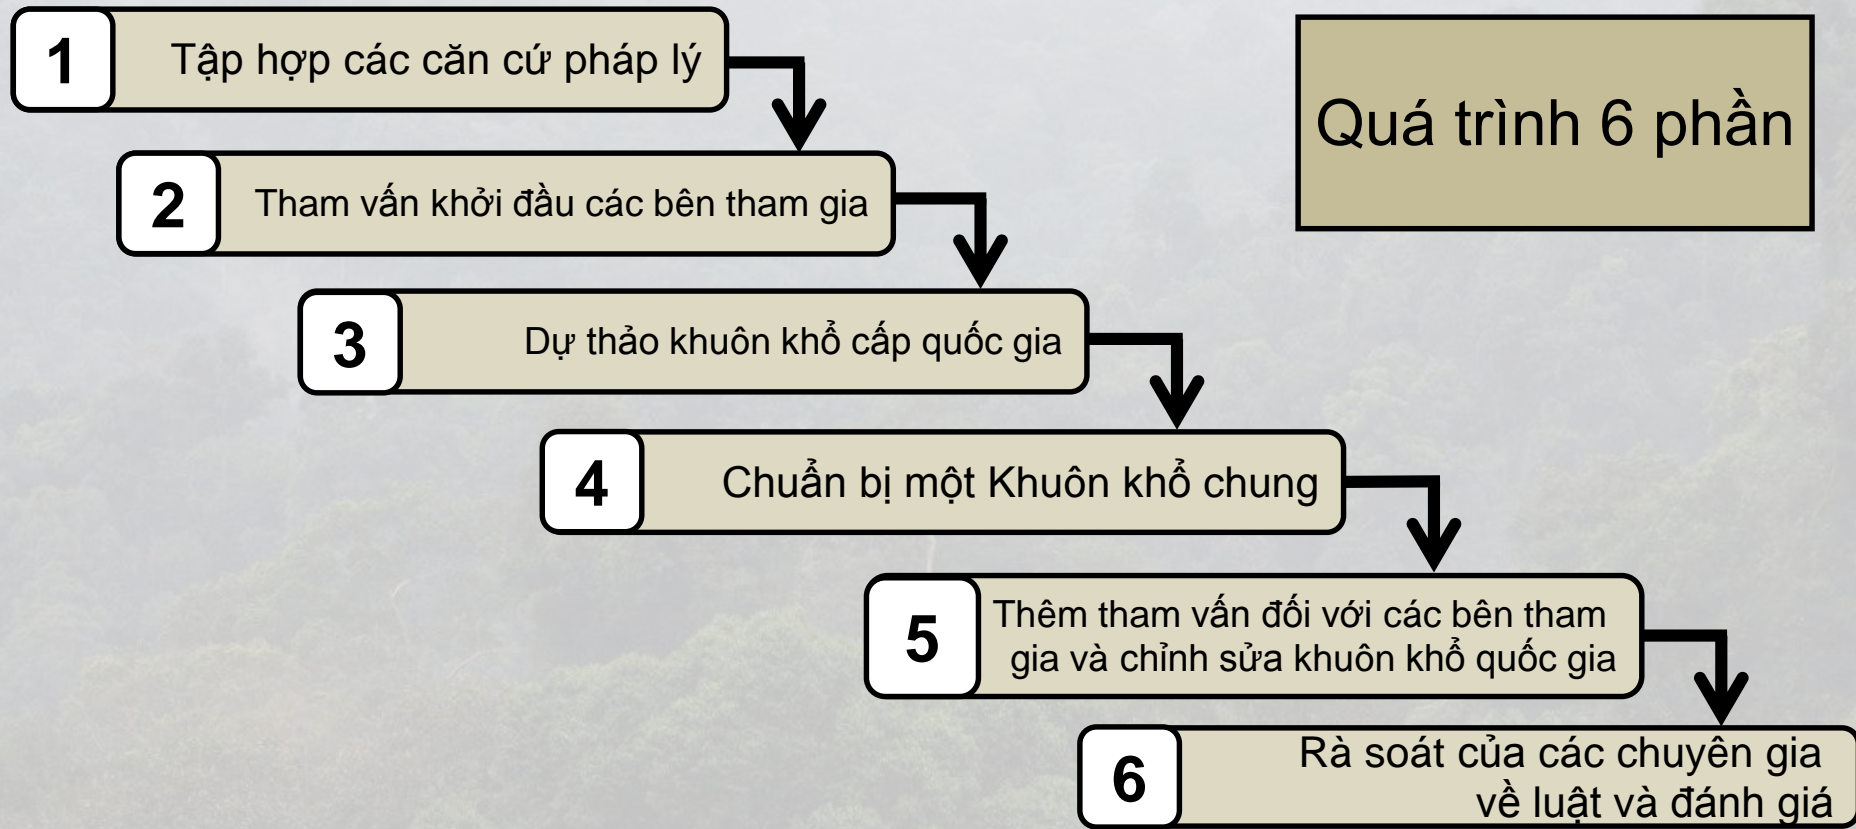 1
Tập hợp các căn cứ pháp lý
Quá trình 6 phần
2
Tham vấn khởi đầu các bên tham gia
3
Dự thảo khuôn khổ cấp quốc gia
4
Chuẩn bị một Khuôn khổ chung
5
Thêm tham vấn đối với các bên tham
gia và chỉnh sửa khuôn khổ quốc gia
6
Rà soát của các chuyên gia
về luật và đánh giá